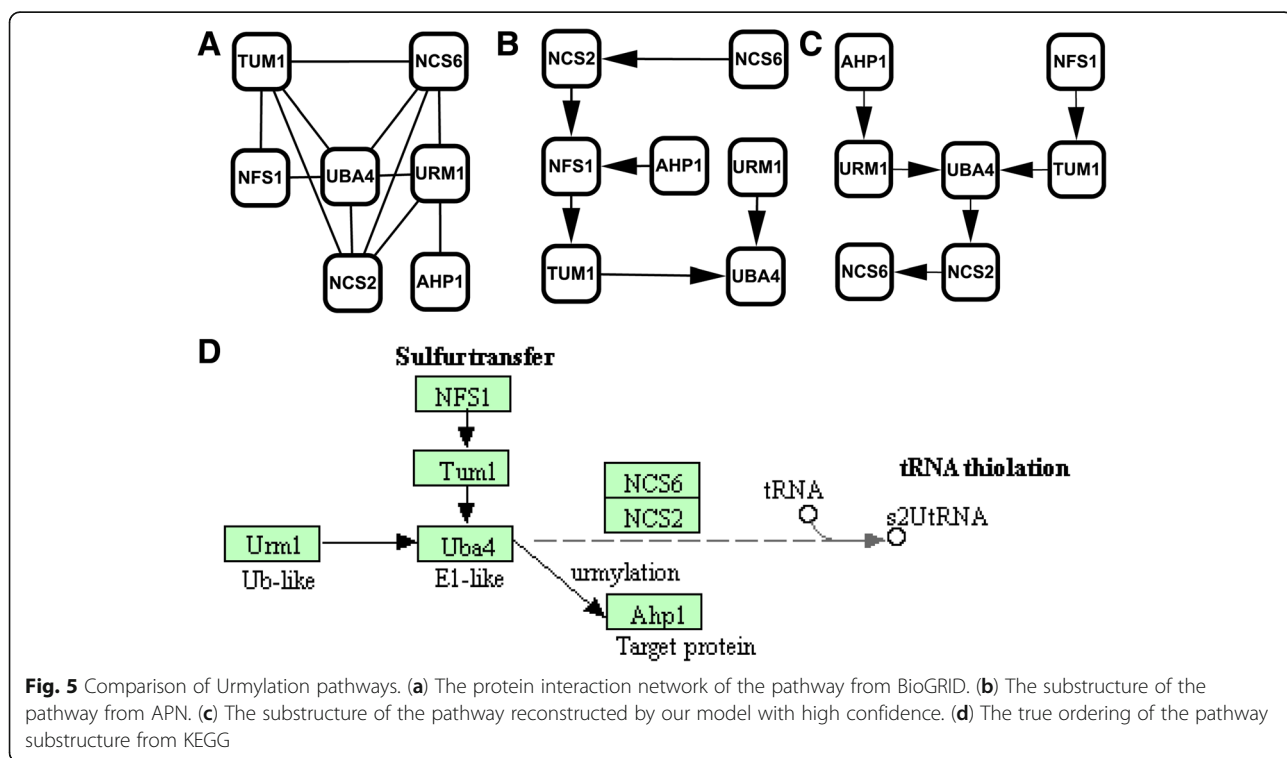 A
TUM1
NCS6
NFS1
UBA4
URM1
NCS2
AHP1
B
NCS2
NCS6
NFS1
AHP1
URM1
TUM1
UBA4
C
AHP1
NFS1
URM1
UBA4
TUM1
NCS6
NCS2
D
Sulfur transfer
NFS1
Tum1
Urm1
Ub-like
Uba4
E1-like
NCS6
NCS2
urmylation
Ahp1
Target protein
tRNA
tRNA thiolation
s2UtRNA
Fig. 5 Comparison of Urmylation pathways. (a) The protein interaction network of the pathway from BioGRID. (b) The substructure of the
pathway from APN. (c) The substructure of the pathway reconstructed by our model with high confidence. (d) The true ordering of the pathway
substructure from KEGG